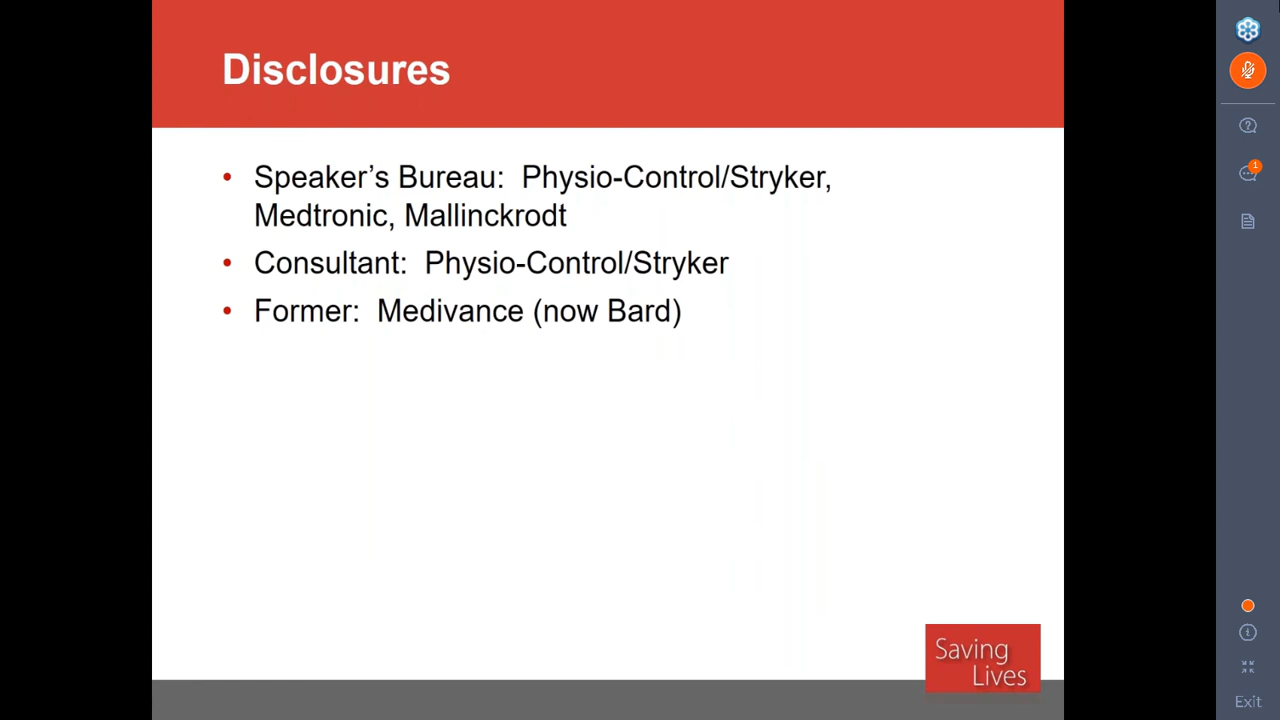 Disclosures
• Speaker’s Bureau:  Physio-Control/Stryker,
Medtronic, Mallinckrodt
• Consultant:  Physio-Control/Stryker
• Former:  Medivance (now Bard)
Saving
Lives
1
Exit